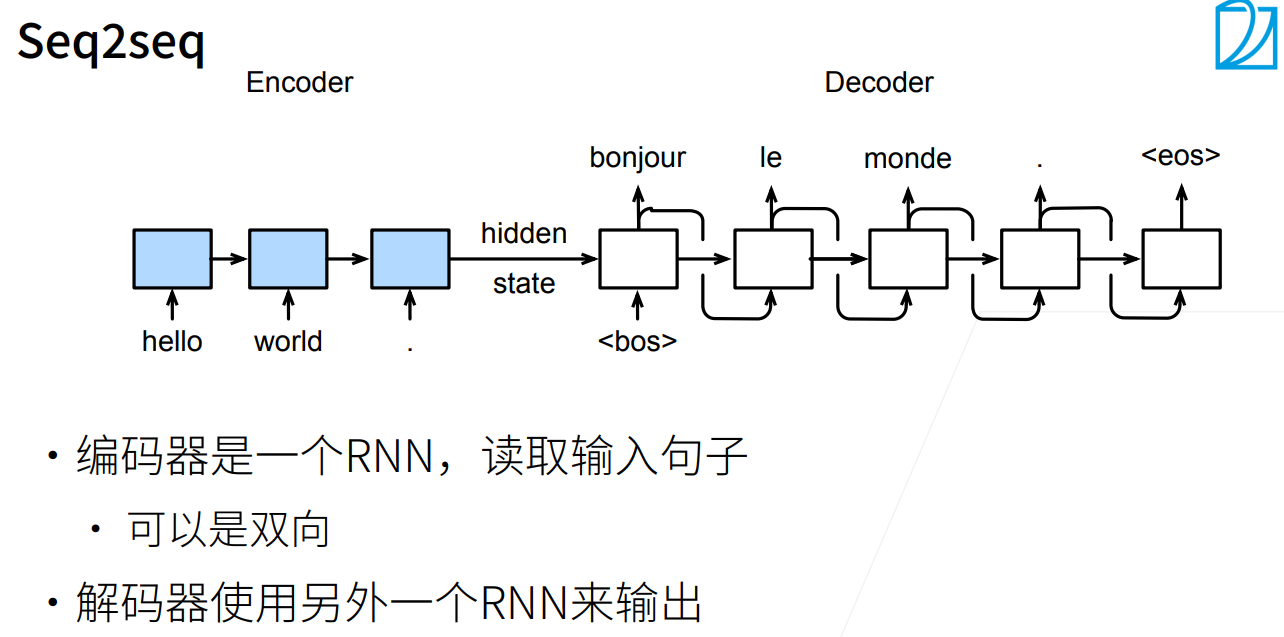 Seq2seq
Encoder
Decoder
bonjour le monde . <eos>
hidden
state
hello world . <bos>
• 编码器是一个RNN，读取输入句子
• 可以是双向
• 解码器使用另外一个RNN来输出